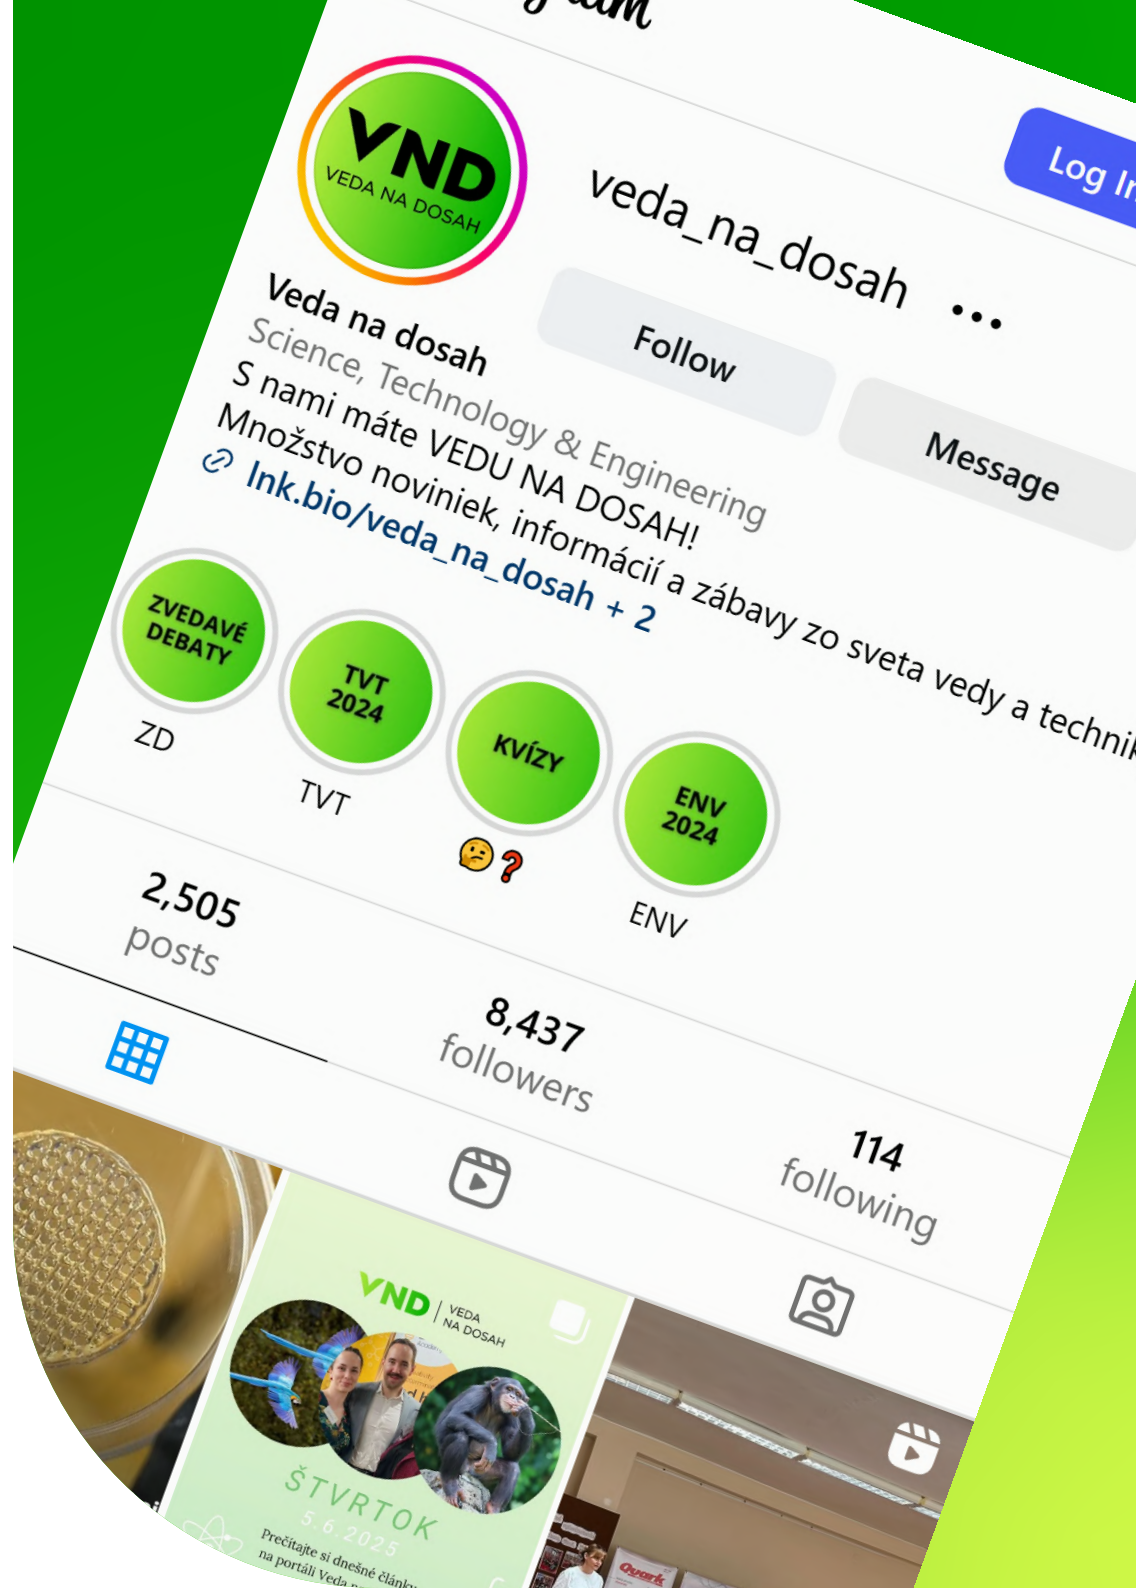 VND
VEDA NA DOSAH
veda_na_dosah
Log
Follow
Message
Veda na dosah
Science, Technology & Engineering
S nami máte VEDU NA DOSAH!
Množstvo noviniek, informácií a zábavy zo sveta vedy a
lnk.bio/veda_na_dosah + 2
ZVEDAVÉ
DEBATY
ZD
TVT
2024
TVT
KVÍZY
🤔❓
ENV
2024
ENV
2,505
posts
8,437
followers
114
following
VND
VEDA
NA DOSAH
ŠTVRTOK
5.6.2025
Prečítajte si dnešné články
na portáli Veda
Quark